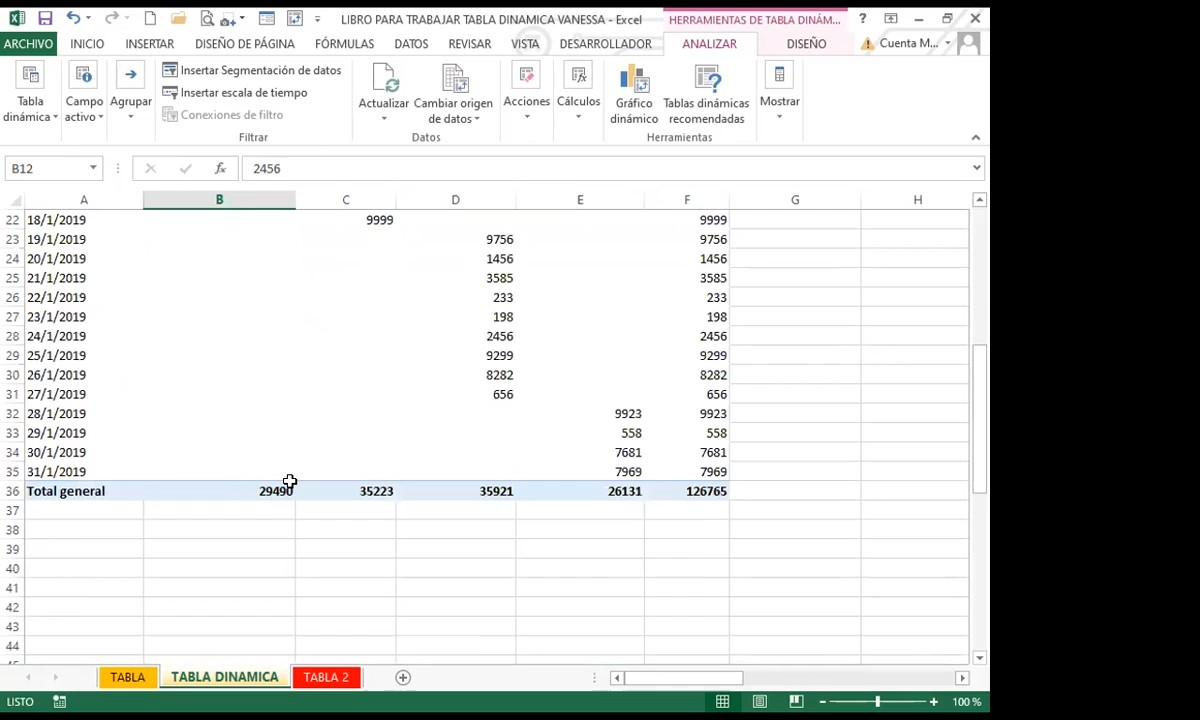 LIBRO PARA TRABAJAR TABLA DINAMICA VANESSA - Excel
HERRAMIENTAS DE TABLA DINÁM...
ARCHIVO INICIO INSERTAR DISEÑO DE PÁGINA FÓRMULAS DATOS REVISAR VISTA DESARROLLADOR ANALIZAR DISEÑO Cuenta M...
Tabla dinámica
Campo activo
Agrupar
Insertar Segmentación de datos
Insertar escala de tiempo
Conexiones de filtro
Filtrar
Actualizar
Cambiar origen de datos
Datos
Acciones
Cálculos
Gráfico dinámico
Tablas dinámicas recomendadas
Herramientas
Mostrar
B12 fx 2456
A B C D E F G H
22 18/1/2019 9999 9999
23 19/1/2019 9756 9756
24 20/1/2019 1456 1456
25 21/1/2019 3585 3585
26 22/1/2019 233 233
27 23/1/2019 198 198
28 24/1/2019 2456 2456
29 25/1/2019 9299 9299
30 26/1/2019 8282 8282
31 27/1/2019 656 656
32 28/1/2019 9923 9923
33 29/1/2019 558 558
34 30/1/2019 7681 7681
35 31/1/2019 7969 7969
36 Total general 29490 35223 35921 26131 126765
37
38
39
40
41
42
43
44
TABLA TABLA DINAMICA TABLA 2
LISTO 100 %